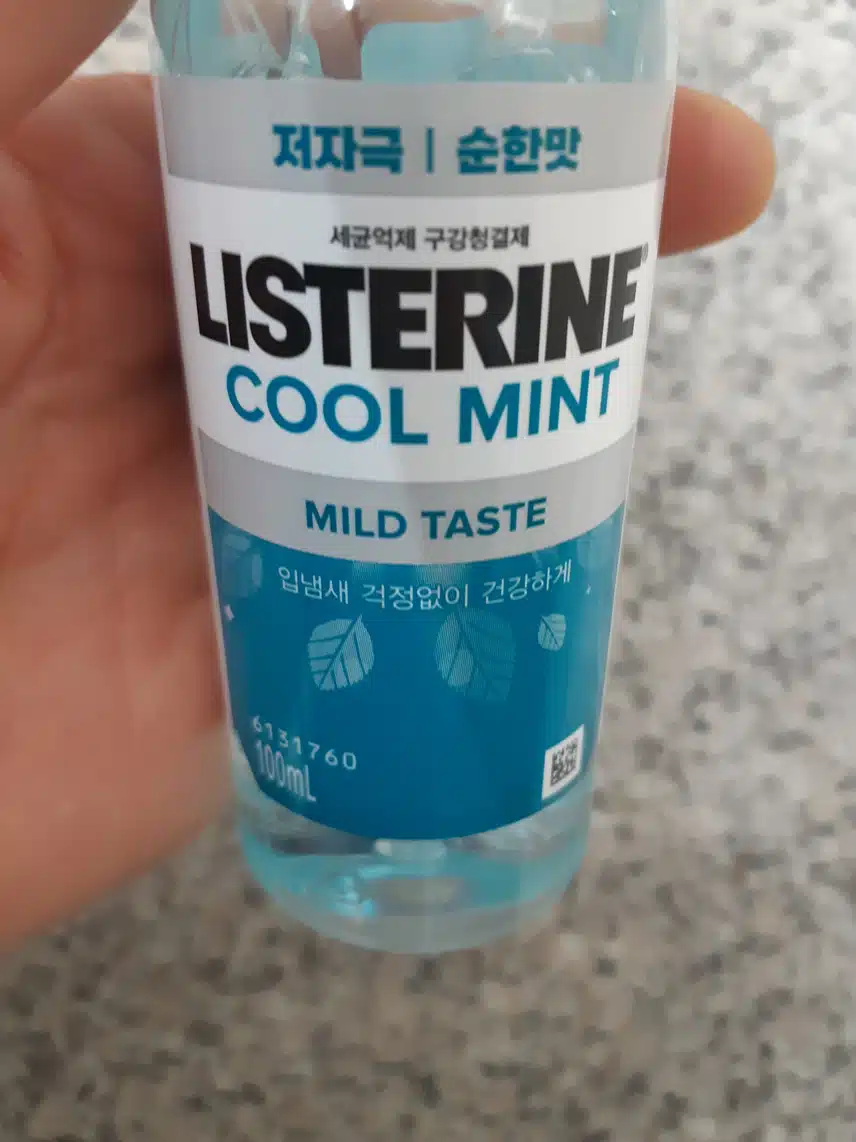 저자극 | 순한맛
세균억제 구강청결제
LISTERINE®
COOL MINT
MILD TASTE
입냄새 걱정없이 건강하게
6131760
100mL